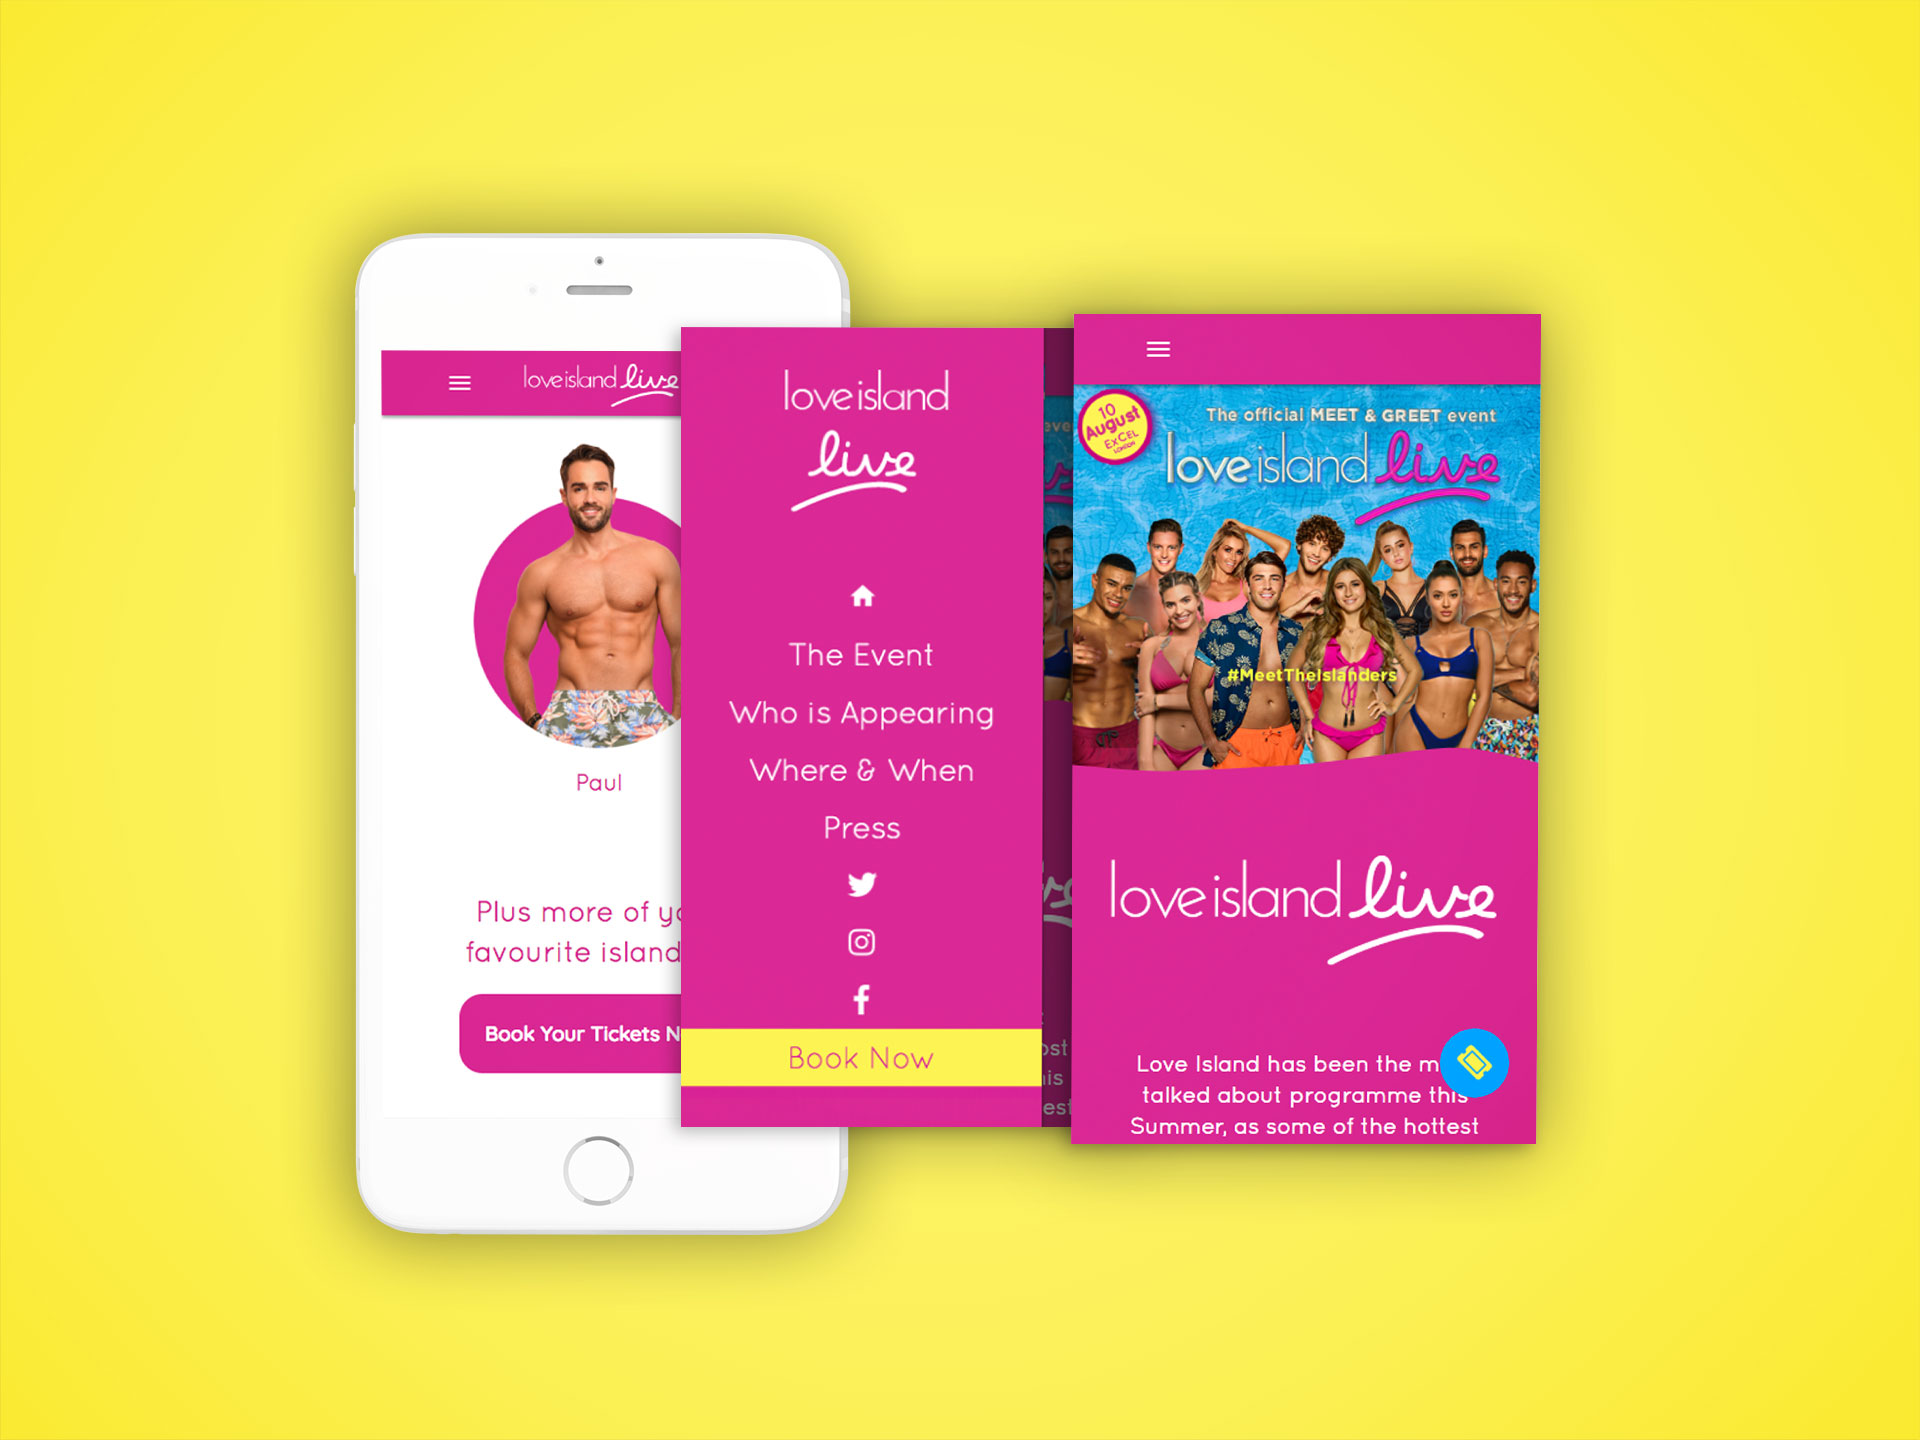 love island live
Paul
Plus more of yo
favourite island
Book Your Tickets N
love island
live
The Event
Who is Appearing
Where & When
Press
Book Now
eve
ost
is
est
10
August
ExCEL
LONDON
The official MEET & GREET event
love island live
#MeetTheIslanders
love island live
Love Island has been the m
talked about programme this
Summer, as some of the hottest